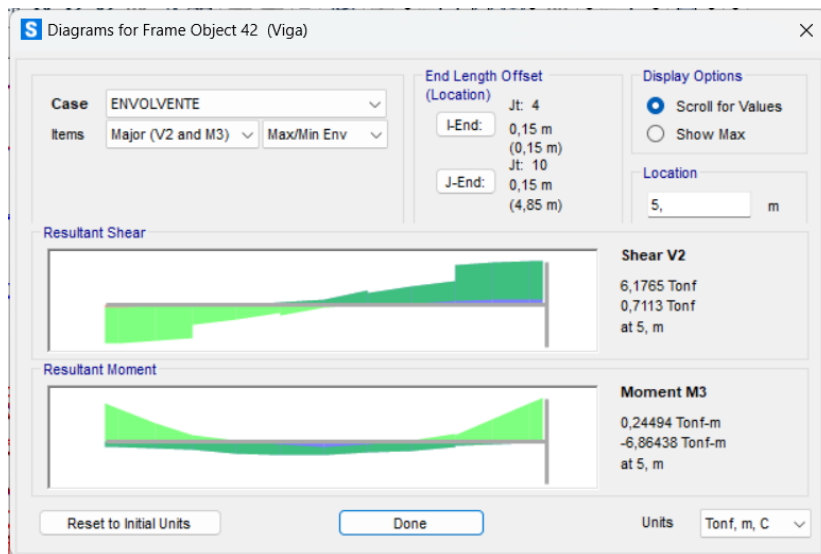 S Diagrams for Frame Object 42 (Viga)
Case ENVOLVENTE
Items Major (V2 and M3) Max/Min Env
End Length Offset
(Location)
Jt: 4
I-End: 0,15 m
(0,15 m)
Jt: 10
J-End: 0,15 m
(4,85 m)
Display Options
Scroll for Values
Show Max
Location
5, m
Resultant Shear
Shear V2
6,1765 Tonf
0,7113 Tonf
at 5, m
Resultant Moment
Moment M3
0,24494 Tonf-m
-6,86438 Tonf-m
at 5, m
Reset to Initial Units Done Units Tonf, m, C